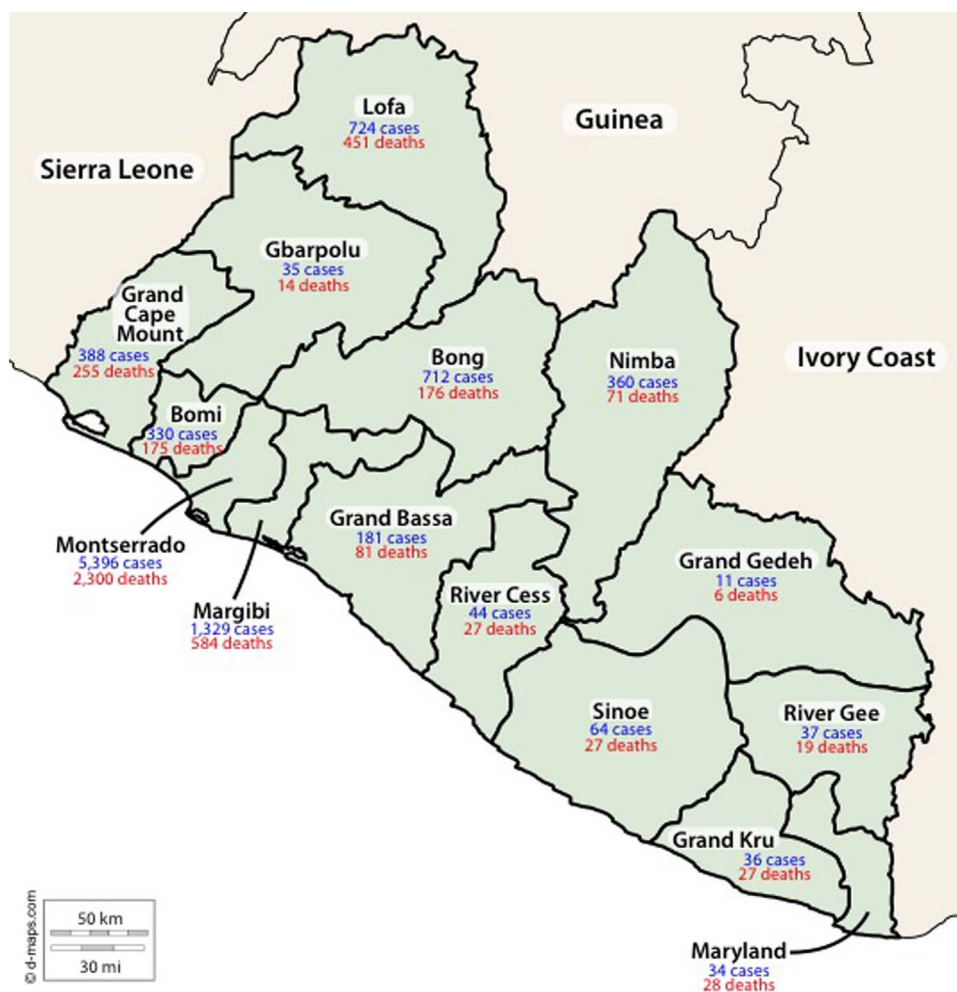 Lofa
724 cases
451 deaths
Guinea
Sierra Leone
Gbarpolu
35 cases
14 deaths
Grand
Cape
Mount
388 cases
255 deaths
Bong
712 cases
176 deaths
Nimba
360 cases
71 deaths
Ivory Coast
Bomi
330 cases
175 deaths
Grand Bassa
181 cases
81 deaths
Montserrado
5,396 cases
2,300 deaths
Grand Gedeh
11 cases
6 deaths
River Cess
44 cases
27 deaths
Margibi
1,329 cases
584 deaths
Sinoe
64 cases
27 deaths
River Gee
37 cases
19 deaths
Grand Kru
36 cases
27 deaths
Maryland
34 cases
28 deaths
50 km
30 mi
© d-maps.com